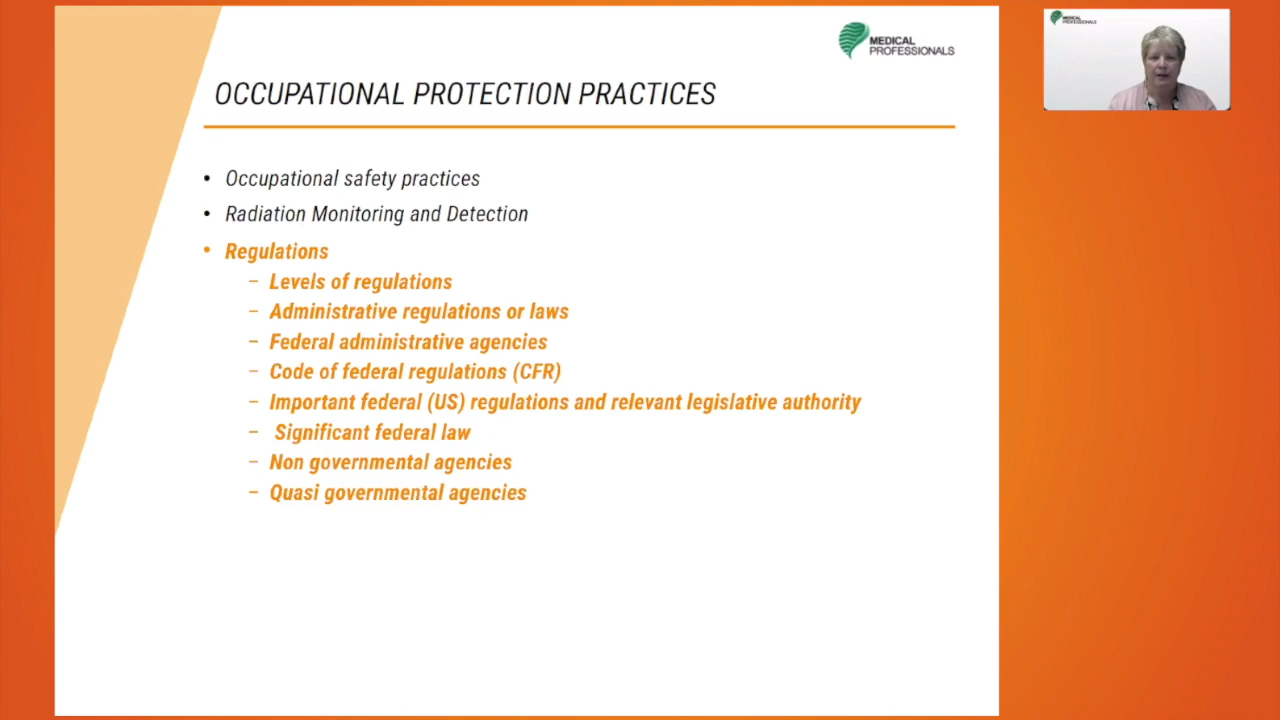 MEDICAL
PROFESSIONALS
OCCUPATIONAL PROTECTION PRACTICES
• Occupational safety practices
• Radiation Monitoring and Detection
• Regulations
– Levels of regulations
– Administrative regulations or laws
– Federal administrative agencies
– Code of federal regulations (CFR)
– Important federal (US) regulations and relevant legislative authority
– Significant federal law
– Non governmental agencies
– Quasi governmental agencies
MEDICAL
PROFESSIONALS